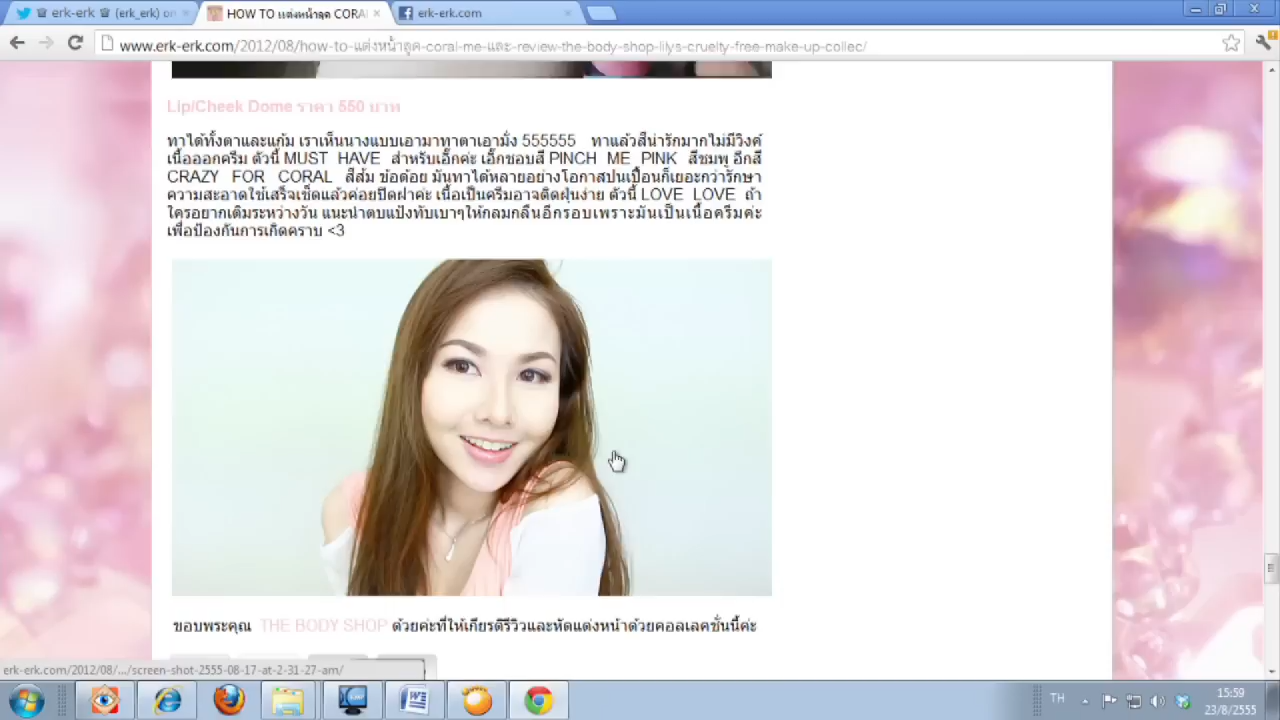 erk-erk ♛ (erk_erk) on
HOW TO แต่งหน้าลุค CORAL
erk-erk.com
www.erk-erk.com/2012/08/how-to-แต่งหน้าลุค-coral-me-และ-review-the-body-shop-lilys-cruelty-free-make-up-collec/
Lip/Cheek Dome ราคา 550 บาท
ทาได้ทั้งตาและแก้ม เราเห็นนางแบบเอามาทาตาเอามั่ง 555555 ทาแล้วสีน่ารักมากไม่มีวิงค์
เนื้อออกครีม ตัวนี้ MUST HAVE สำหรับเอิ๊กค่ะ เอิ๊กชอบสี PINCH ME PINK สีชมพู อีกสี
CRAZY FOR CORAL สีส้ม ข้อด้อย มันทาได้หลายอย่างโอกาสปนเปื้อนก็เยอะกว่ารักษา
ความสะอาดใช้เสร็จเช็ดแล้วค่อยปิดฝาค่ะ เนื้อเป็นครีมอาจติดฝุ่นง่าย ตัวนี้ LOVE LOVE ถ้า
ใครอยากเติมระหว่างวัน แนะนำตบแป้งทับเบาๆให้กลมกลืนอีกรอบเพราะมันเป็นเนื้อครีมค่ะ
เพื่อป้องกันการเกิดคราบ <3
ขอบพระคุณ THE BODY SHOP ด้วยค่ะที่ให้เกียรติรีวิวและหัดแต่งหน้าด้วยคอลเลคชั่นนี้ค่ะ
erk-erk.com/2012/08/.../screen-shot-2555-08-17-at-2-31-27-am/
TH
15:59
23/8/2555